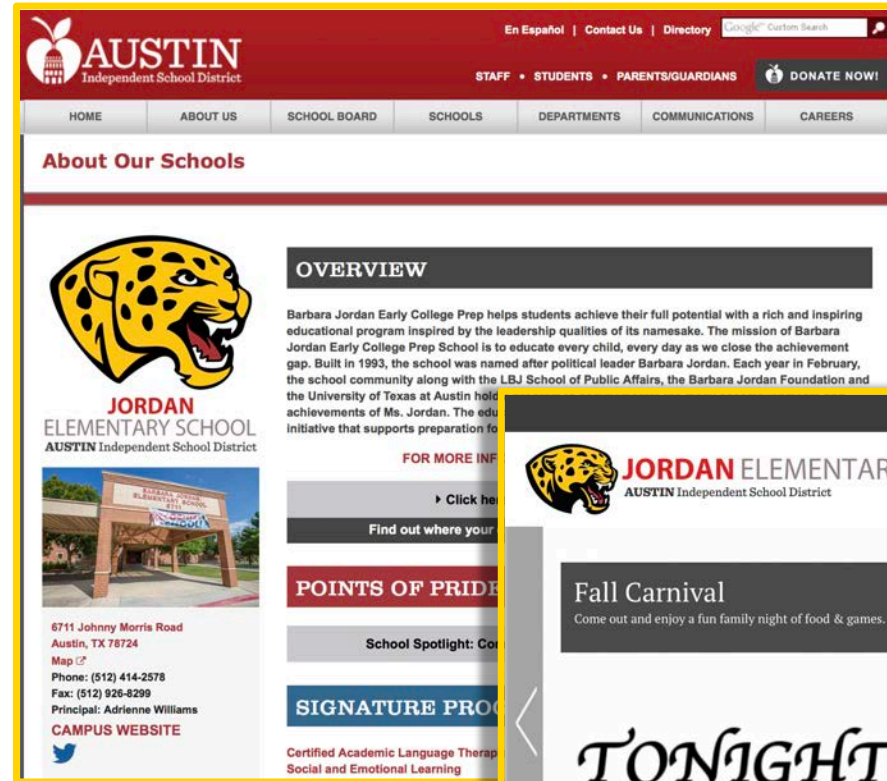 En Español | Contact Us | Directory
Google™ Custom Search
AUSTIN
Independent School District
STAFF • STUDENTS • PARENTS/GUARDIANS
DONATE NOW!
HOME ABOUT US SCHOOL BOARD SCHOOLS DEPARTMENTS COMMUNICATIONS CAREERS
About Our Schools
JORDAN
ELEMENTARY SCHOOL
AUSTIN Independent School District
BARBARA JORDAN
ELEMENTARY SCHOOL
6711
6711 Johnny Morris Road
Austin, TX 78724
Map
Phone: (512) 414-2578
Fax: (512) 926-8299
Principal: Adrienne Williams
CAMPUS WEBSITE
OVERVIEW
Barbara Jordan Early College Prep helps students achieve their full potential with a rich and inspiring
educational program inspired by the leadership qualities of its namesake. The mission of Barbara
Jordan Early College Prep School is to educate every child, every day as we close the achievement
gap. Built in 1993, the school was named after political leader Barbara Jordan. Each year in February,
the school community along with the LBJ School of Public Affairs, the Barbara Jordan Foundation and
the University of Texas at Austin hold
achievements of Ms. Jordan. The edu
initiative that supports preparation fo
FOR MORE INF
Click he
Find out where your
POINTS OF PRIDE
School Spotlight: Co
SIGNATURE PRO
Certified Academic Language Therap
Social and Emotional Learning
JORDAN ELEMENTAR
AUSTIN Independent School District
Fall Carnival
Come out and enjoy a fun family night of food & games.
TONIGHT